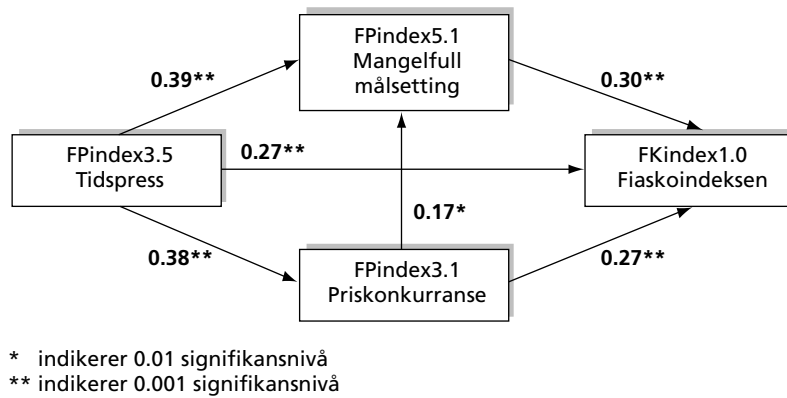 FPindex5.1
Mangelfull
målsetting
0.39**
0.30**
FPindex3.5
Tidspress
0.27**
FKindex1.0
Fiaskoindeksen
0.17*
0.38**
0.27**
FPindex3.1
Priskonkurranse
* indikerer 0.01 signifikansnivå
** indikerer 0.001 signifikansnivå